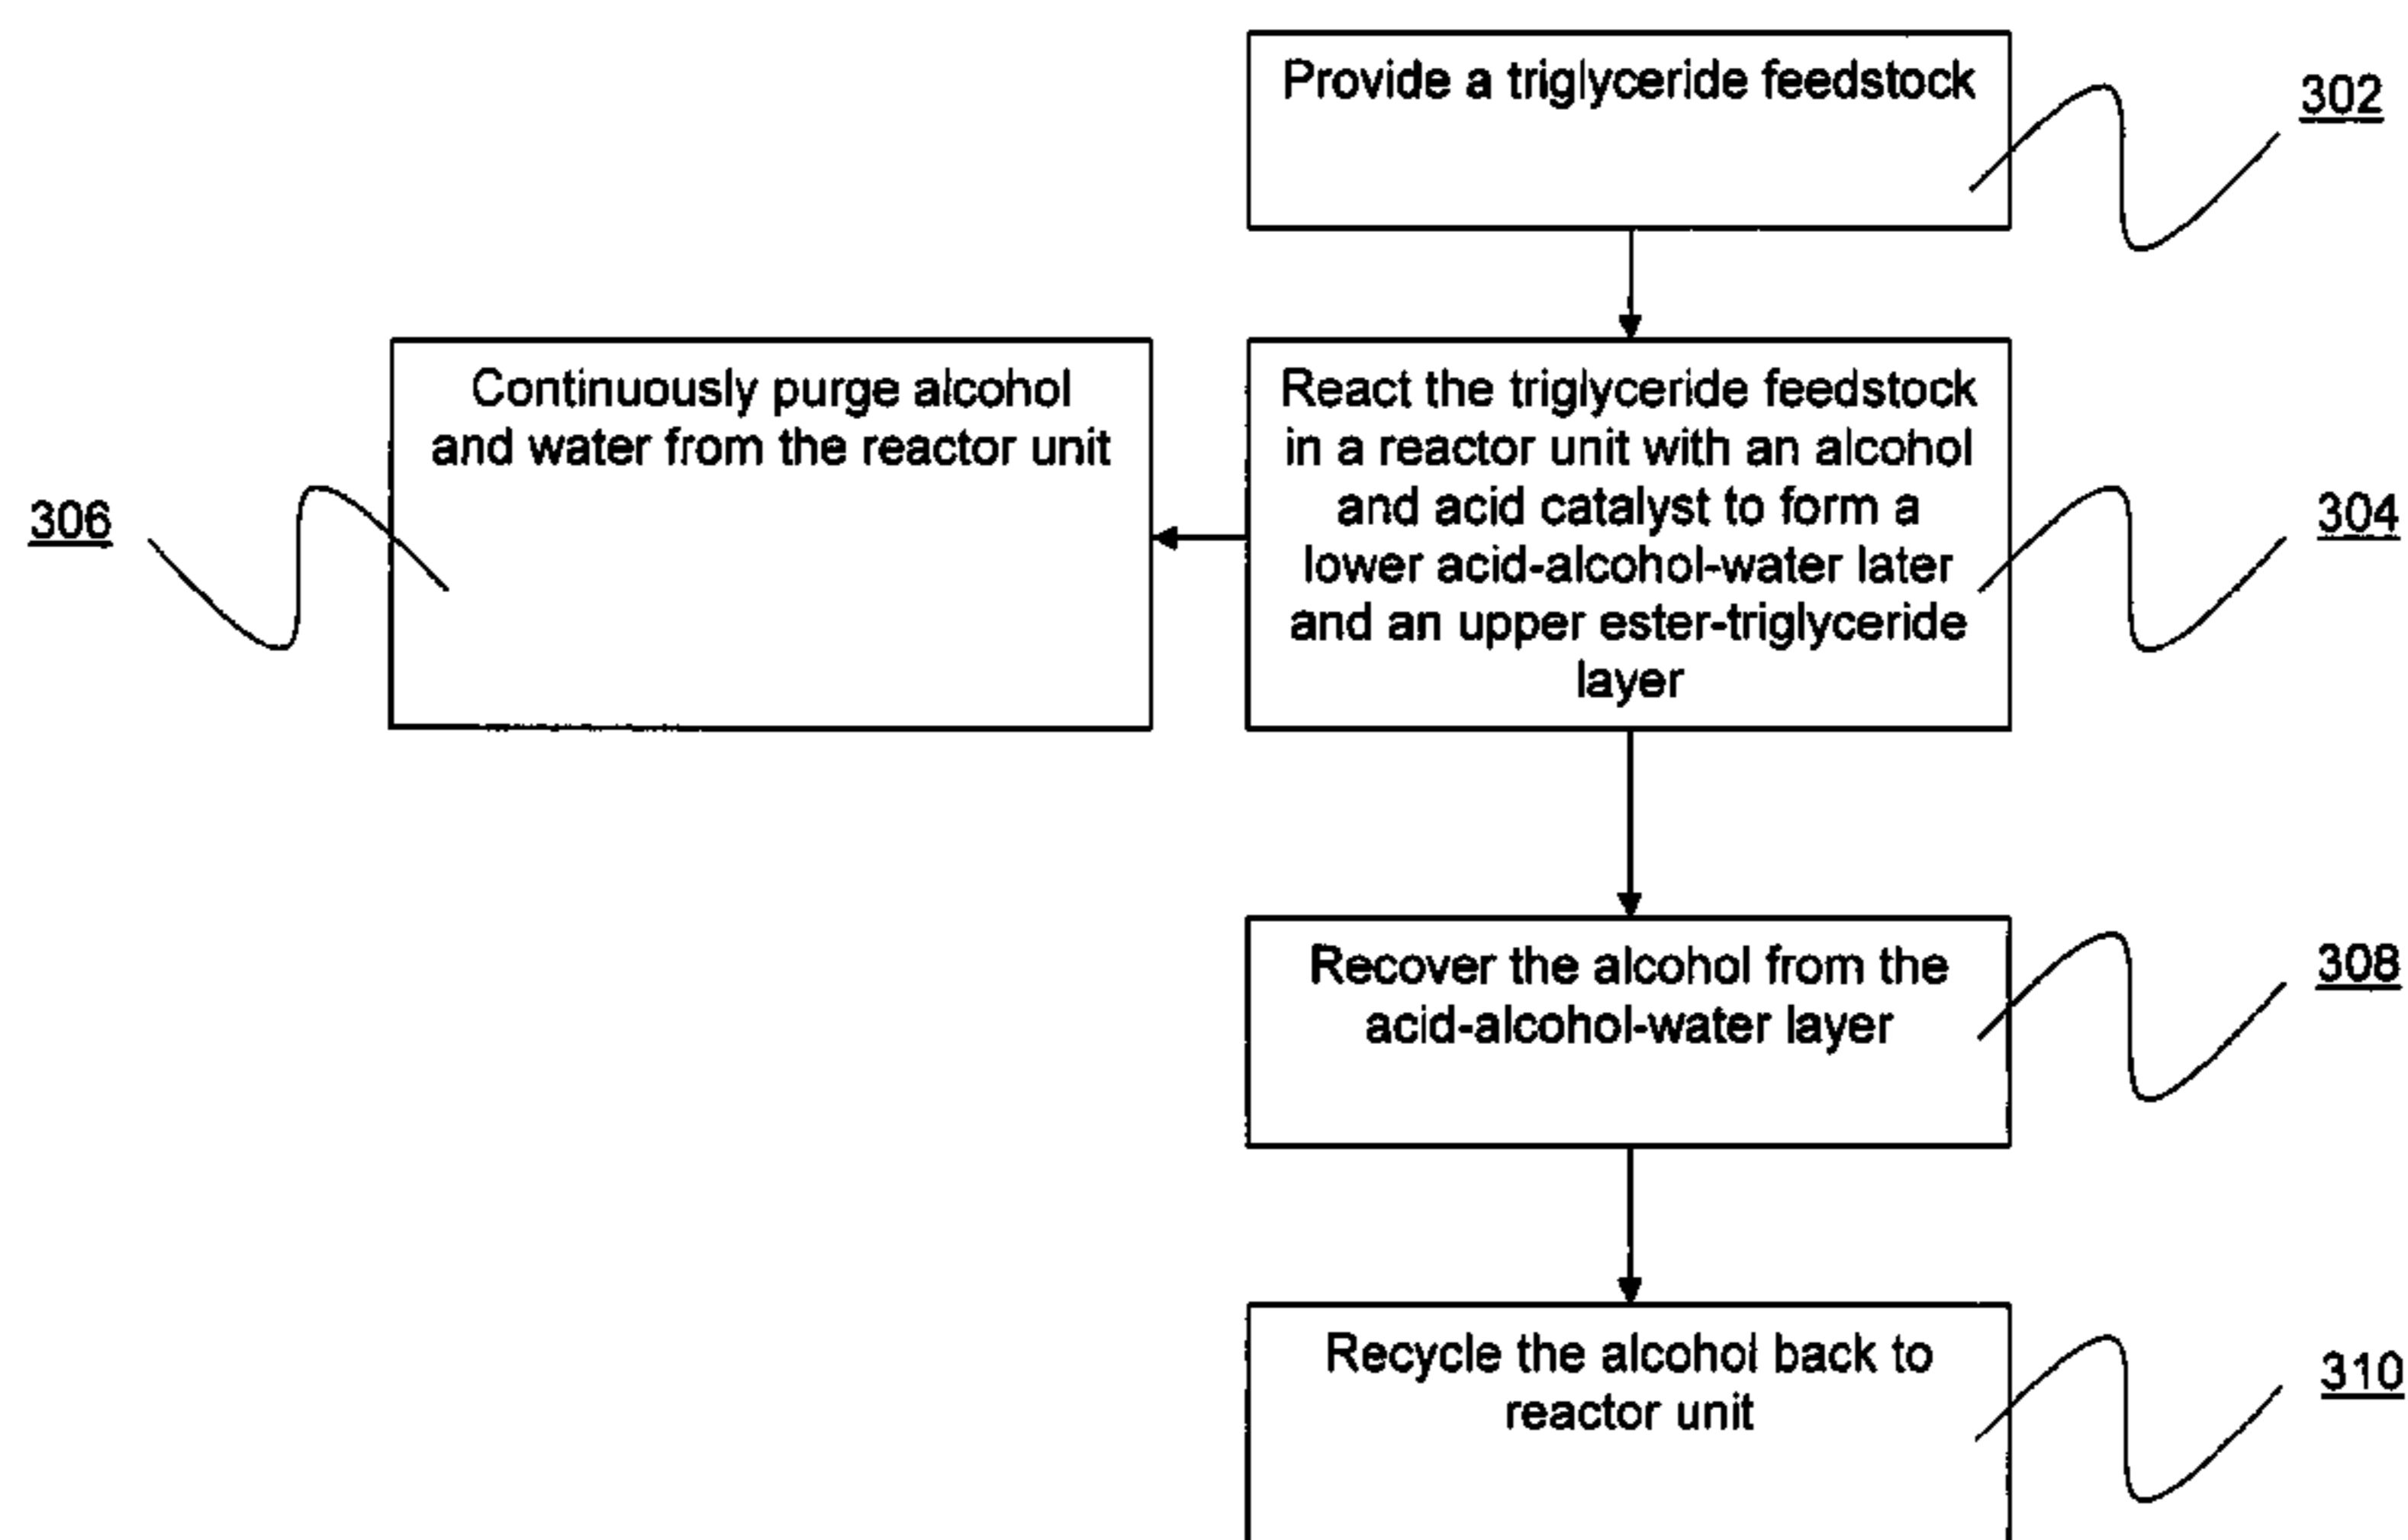 Provide a triglyceride feedstock
302
Continuously purge alcohol
and water from the reactor unit
306
React the triglyceride feedstock
in a reactor unit with an alcohol
and acid catalyst to form a
lower acid-alcohol-water later
and an upper ester-triglyceride
layer
304
Recover the alcohol from the
acid-alcohol-water layer
308
Recycle the alcohol back to
reactor unit
310